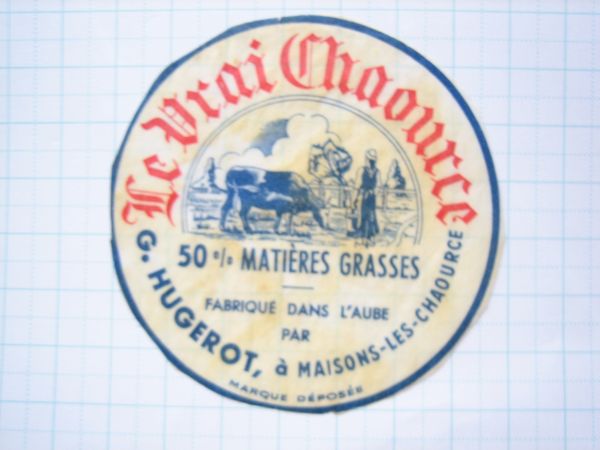 Le Vrai Chaource
50 % MATIÈRES GRASSES
FABRIQUÉ DANS L'AUBE
PAR
G. HUGEROT, à MAISONS-LES-CHAOURCE
MARQUE DÉPOSÉE